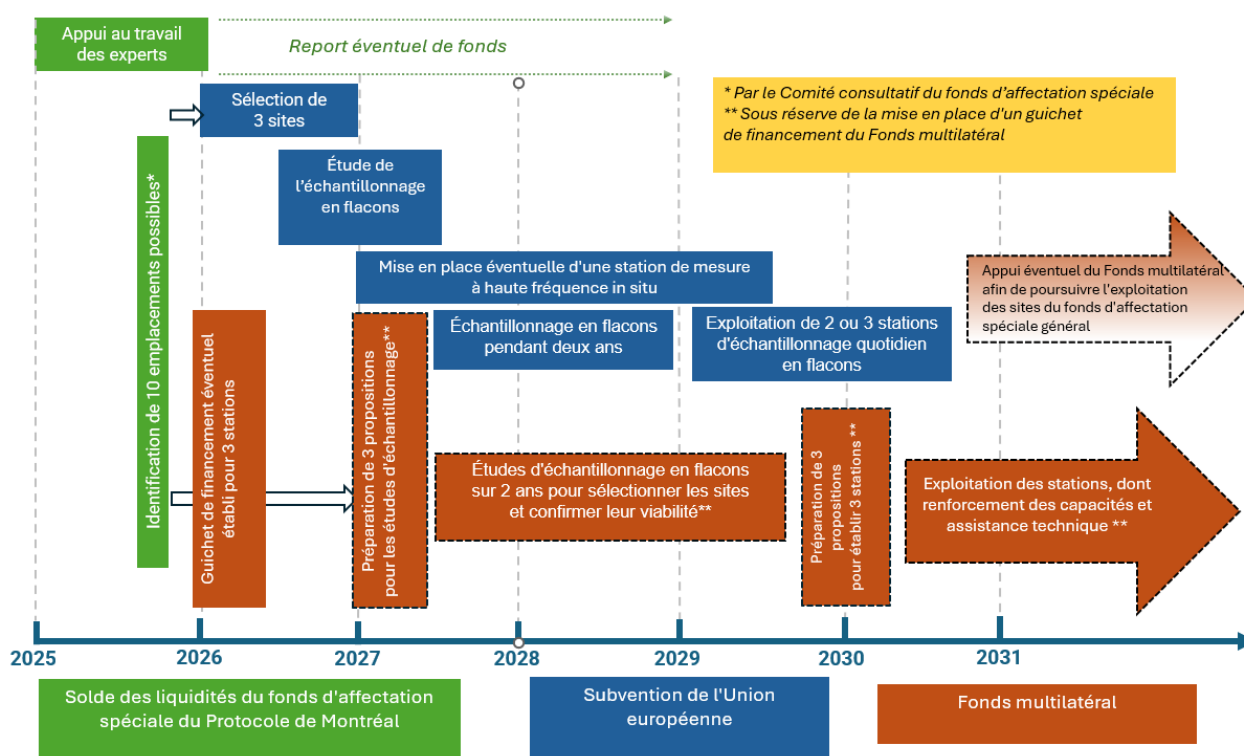 Appui au travail
des experts
Report éventuel de fonds
Sélection de
3 sites
* Par le Comité consultatif du fonds d'affectation spéciale
** Sous réserve de la mise en place d'un guichet
de financement du Fonds multilatéral
Identification de 10 emplacements possibles*
Étude de
l'échantillonnage
en flacons
Mise en place éventuelle d'une station de mesure
à haute fréquence in situ
Appui éventuel du Fonds multilatéral
afin de poursuivre l'exploitation
des sites du fonds d'affectation
spéciale général
Guichet de financement éventuel
établi pour 3 stations
Préparation de 3 propositions
pour les études d'échantillonnage**
Échantillonnage en flacons
pendant deux ans
Exploitation de 2 ou 3 stations
d'échantillonnage quotidien
en flacons
Études d'échantillonnage en flacons
sur 2 ans pour sélectionner les sites
et confirmer leur viabilité**
Préparation de 3
propositions
pour établir 3 stations **
Exploitation des stations, dont
renforcement des capacités et
assistance technique **
2025 2026 2027 2028 2029 2030 2031
Solde des liquidités du fonds d'affectation
spéciale du Protocole de Montréal
Subvention de l'Union
européenne
Fonds multilatéral